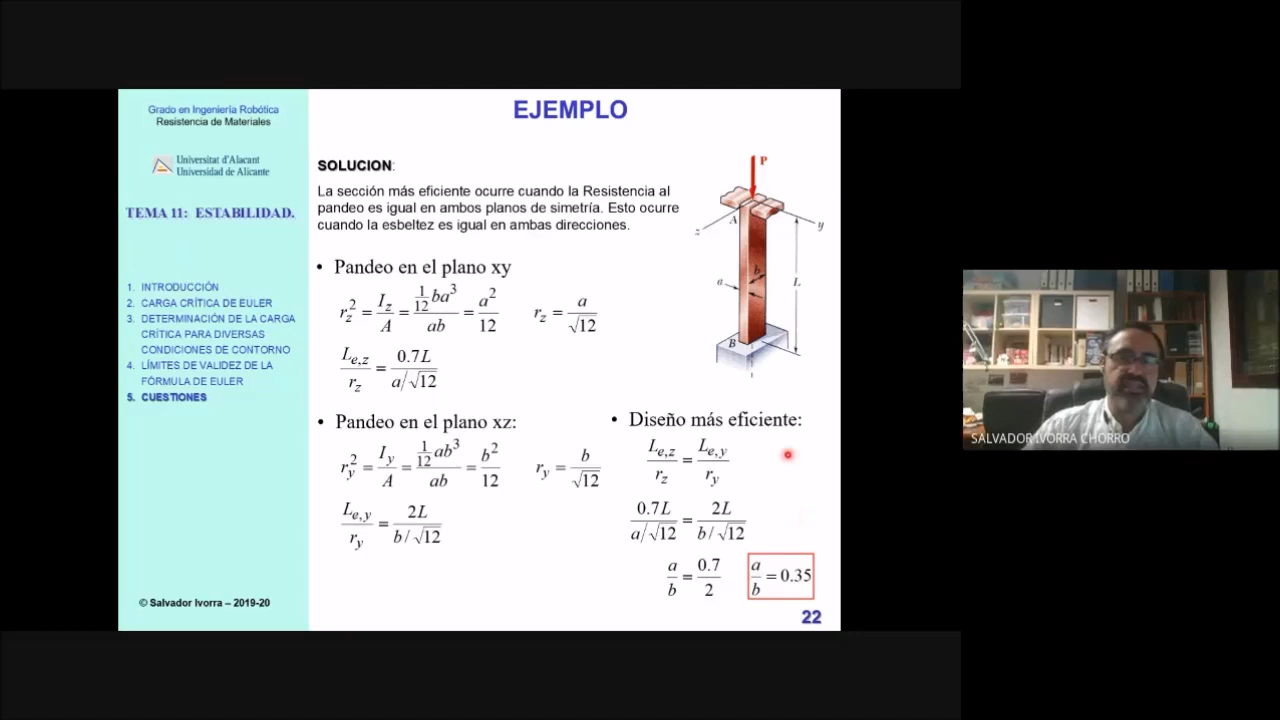 Grado en Ingeniería Robótica
Resistencia de Materiales
Universitat d'Alacant
Universidad de Alicante
TEMA 11: ESTABILIDAD.
1. INTRODUCCIÓN
2. CARGA CRÍTICA DE EULER
3. DETERMINACIÓN DE LA CARGA
CRÍTICA PARA DIVERSAS
CONDICIONES DE CONTORNO
4. LÍMITES DE VALIDEZ DE LA
FÓRMULA DE EULER
5. CUESTIONES
© Salvador Ivorra – 2019-20
EJEMPLO
SOLUCION:
La sección más eficiente ocurre cuando la Resistencia al
pandeo es igual en ambos planos de simetría. Esto ocurre
cuando la esbeltez es igual en ambas direcciones.
• Pandeo en el plano xy
r_z^2 = I_z/A = (1/12 ba^3)/(ab) = a^2/12   r_z = a/√12
L_{e,z}/r_z = 0.7L/(a/√12)
• Pandeo en el plano xz:
r_y^2 = I_y/A = (1/12 ab^3)/(ab) = b^2/12   r_y = b/√12
L_{e,y}/r_y = 2L/(b/√12)
P
A
z
y
a
b
L
B
• Diseño más eficiente:
L_{e,z}/r_z = L_{e,y}/r_y
0.7L/(a/√12) = 2L/(b/√12)
a/b = 0.7/2   a/b = 0.35
22
SALVADOR IVORRA CHORRO